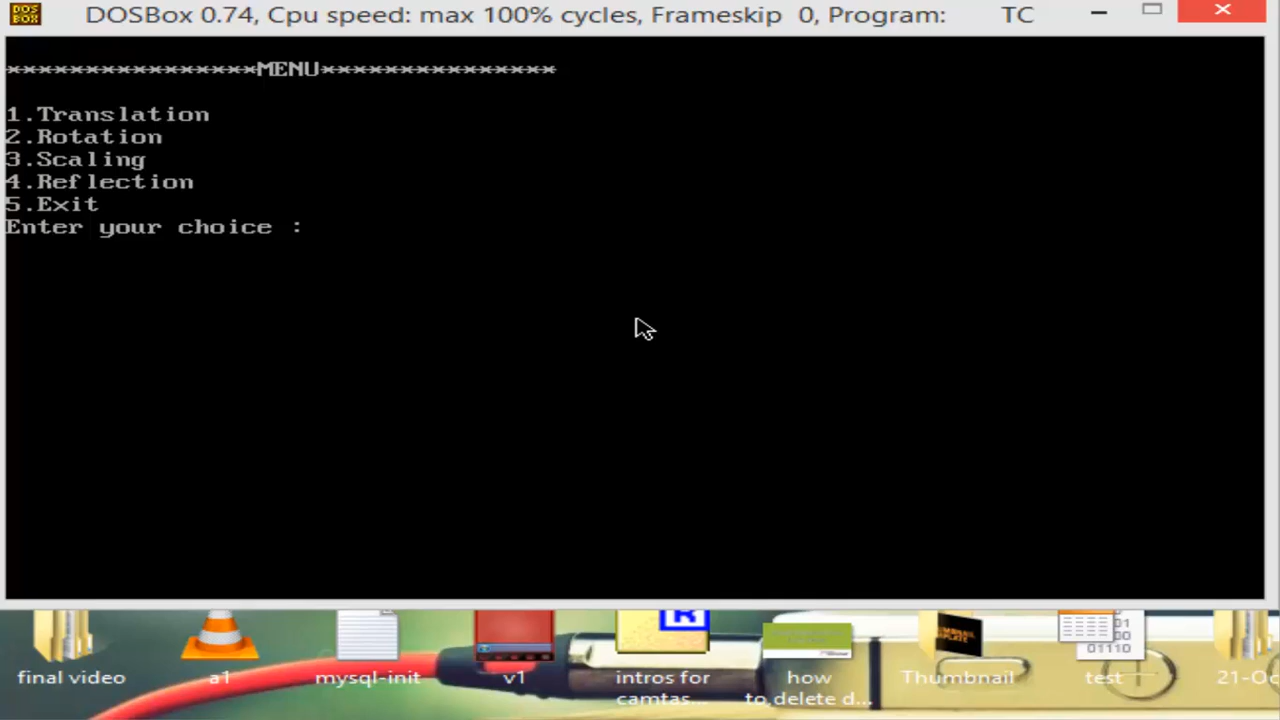 DOSBox 0.74, Cpu speed: max 100% cycles, Frameskip 0, Program: TC
****************MENU***************
1.Translation
2.Rotation
3.Scaling
4.Reflection
5.Exit
Enter your choice :
final video
a1
mysql-init
v1
intros for
camtas...
how
to,delete d...
Thumbnail
test
21-Oc